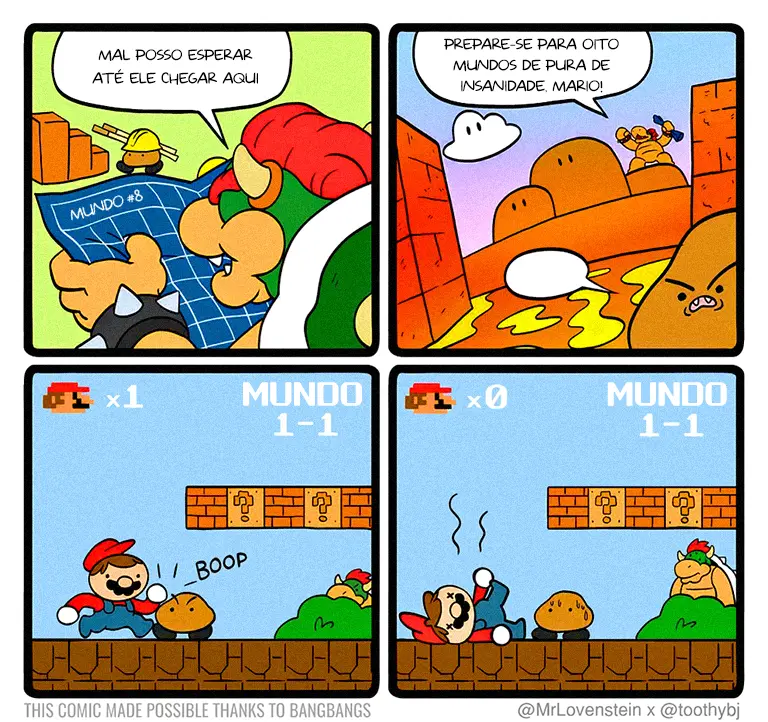 MAL POSSO ESPERAR
ATÉ ELE CHEGAR AQUI
MUNDO #8
PREPARE-SE PARA OITO
MUNDOS DE PURA DE
INSANIDADE, MARIO!
x1
MUNDO
1-1
?
?
BOOP
x0
MUNDO
1-1
?
?
THIS COMIC MADE POSSIBLE THANKS TO BANGBANGS
@MrLovenstein x @toothybj